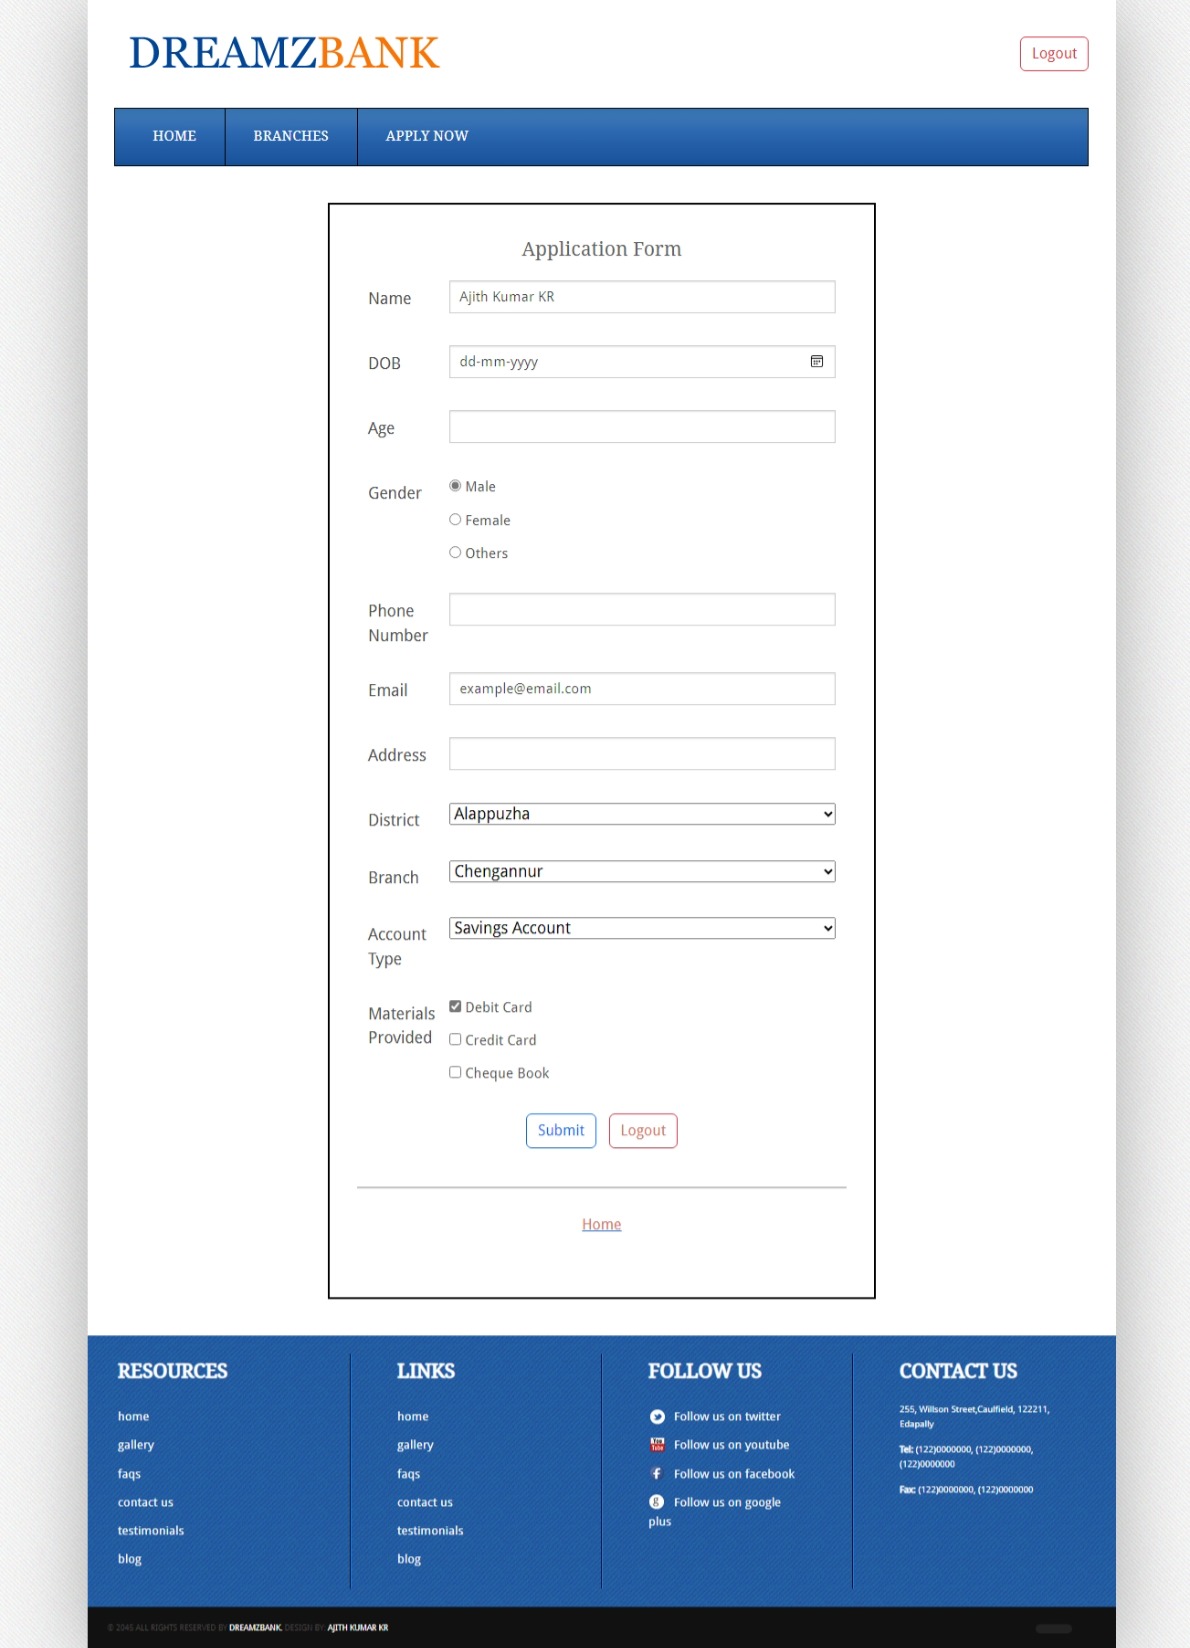 DREAMZBANK
Logout
HOME
BRANCHES
APPLY NOW
Application Form
Name
Ajith Kumar KR
DOB
dd-mm-yyyy
Age
Gender
Male
Female
Others
Phone
Number
Email
example@email.com
Address
District
Alappuzha
Branch
Chengannur
Account
Type
Savings Account
Materials
Provided
Debit Card
Credit Card
Cheque Book
Submit
Logout
Home
RESOURCES
home
gallery
faqs
contact us
testimonials
blog
LINKS
home
gallery
faqs
contact us
testimonials
blog
FOLLOW US
Follow us on twitter
You Tube
Follow us on youtube
f
Follow us on facebook
g
Follow us on google
plus
CONTACT US
255, Willson Street,Caulfield, 122211,
Edapally
Tel: (122)0000000, (122)0000000,
(122)0000000
Fax: (122)0000000, (122)0000000
© 2046 ALL RIGHTS RESERVED BY DREAMZBANK. DESIGN BY: AJITH KUMAR KR